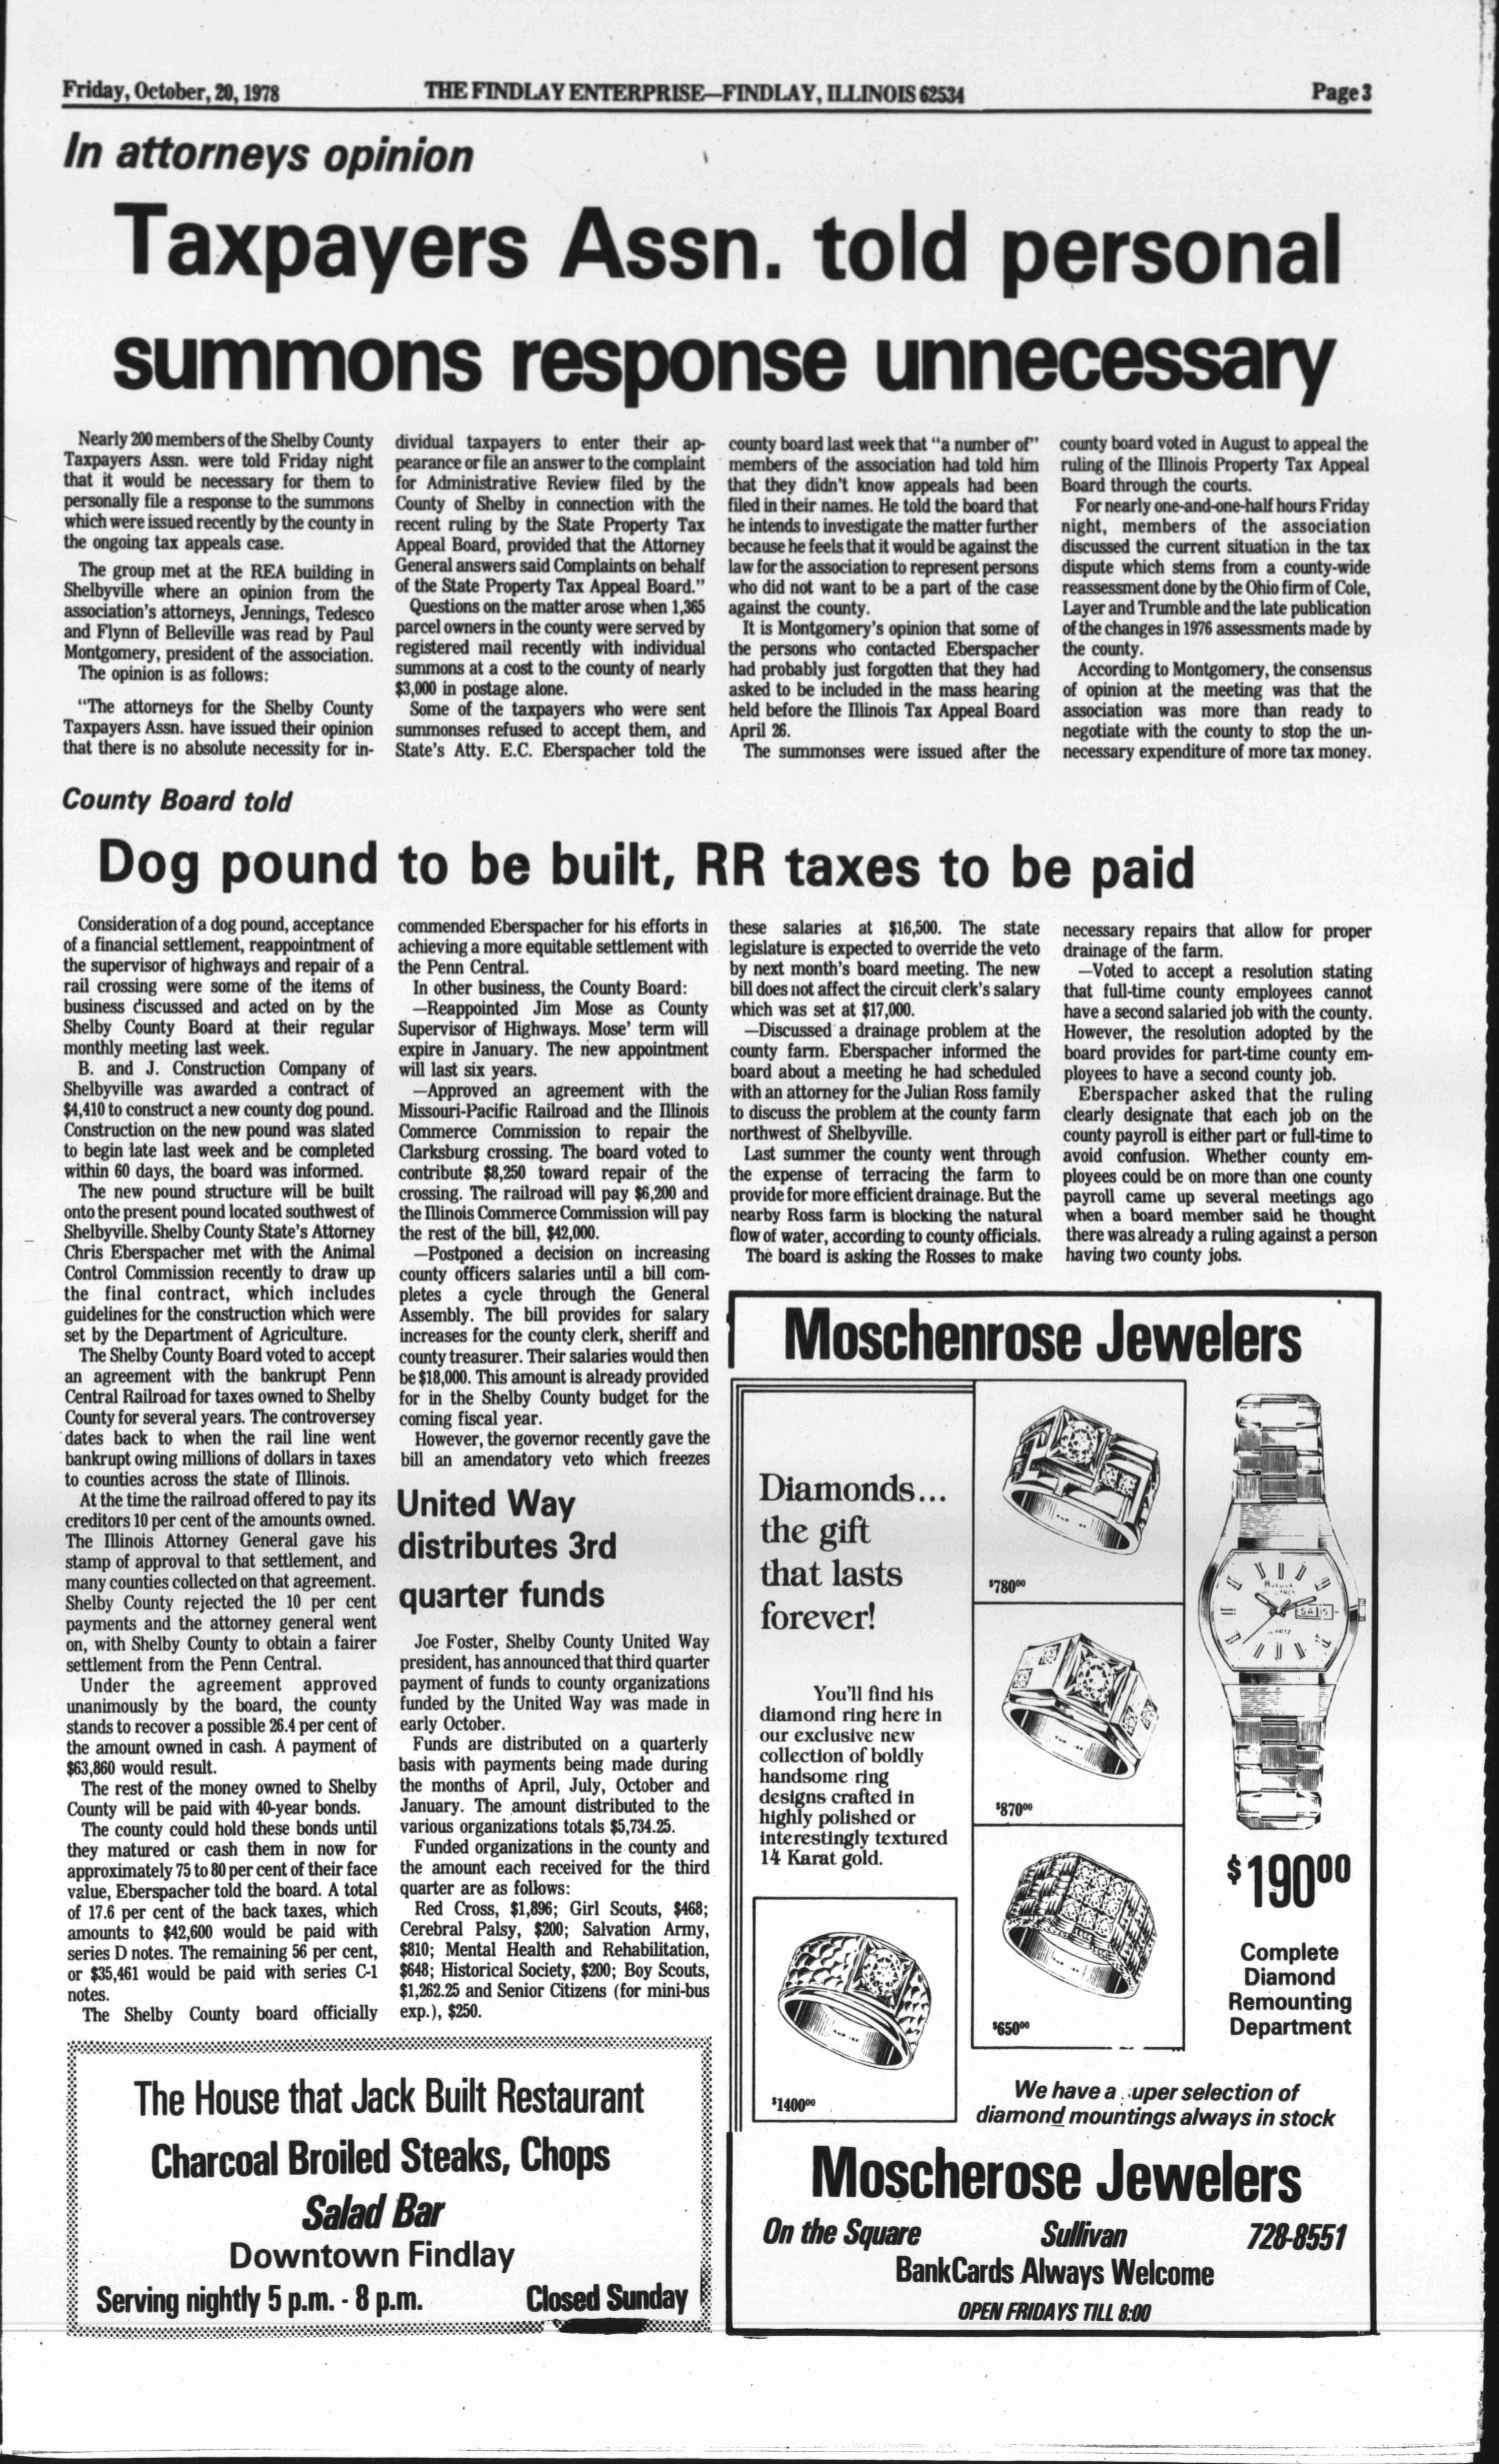 Friday, October, 20, 1978
THE FINDLAY ENTERPRISE—FINDLAY, ILLINOIS 62534
Page 3
In attorneys opinion
Taxpayers Assn. told personal
summons response unnecessary
Nearly 200 members of the Shelby County
Taxpayers Assn. were told Friday night
that it would be necessary for them to
personally file a response to the summons
which were issued recently by the county in
the ongoing tax appeals case.
The group met at the REA building in
Shelbyville where an opinion from the
association's attorneys, Jennings, Tedesco
and Flynn of Belleville was read by Paul
Montgomery, president of the association.
The opinion is as follows:
"The attorneys for the Shelby County
Taxpayers Assn. have issued their opinion
that there is no absolute necessity for in-
dividual taxpayers to enter their ap-
pearance or file an answer to the complaint
for Administrative Review filed by the
County of Shelby in connection with the
recent ruling by the State Property Tax
Appeal Board, provided that the Attorney
General answers said Complaints on behalf
of the State Property Tax Appeal Board."
Questions on the matter arose when 1,365
parcel owners in the county were served by
registered mail recently with individual
summons at a cost to the county of nearly
$3,000 in postage alone.
Some of the taxpayers who were sent
summonses refused to accept them, and
State's Atty. E.C. Eberspacher told the
county board last week that "a number of"
members of the association had told him
that they didn't know appeals had been
filed in their names. He told the board that
he intends to investigate the matter further
because he feels that it would be against the
law for the association to represent persons
who did not want to be a part of the case
against the county.
It is Montgomery's opinion that some of
the persons who contacted Eberspacher
had probably just forgotten that they had
asked to be included in the mass hearing
held before the Illinois Tax Appeal Board
April 26.
The summonses were issued after the
county board voted in August to appeal the
ruling of the Illinois Property Tax Appeal
Board through the courts.
For nearly one-and-one-half hours Friday
night, members of the association
discussed the current situation in the tax
dispute which stems from a county-wide
reassessment done by the Ohio firm of Cole,
Layer and Trumble and the late publication
of the changes in 1976 assessments made by
the county.
According to Montgomery, the consensus
of opinion at the meeting was that the
association was more than ready to
negotiate with the county to stop the un-
necessary expenditure of more tax money.
County Board told
Dog pound to be built, RR taxes to be paid
Consideration of a dog pound, acceptance
of a financial settlement, reappointment of
the supervisor of highways and repair of a
rail crossing were some of the items of
business discussed and acted on by the
Shelby County Board at their regular
monthly meeting last week.
B. and J. Construction Company of
Shelbyville was awarded a contract of
$4,410 to construct a new county dog pound.
Construction on the new pound was slated
to begin late last week and be completed
within 60 days, the board was informed.
The new pound structure will be built
onto the present pound located southwest of
Shelbyville. Shelby County State's Attorney
Chris Eberspacher met with the Animal
Control Commission recently to draw up
the final contract, which includes
guidelines for the construction which were
set by the Department of Agriculture.
The Shelby County Board voted to accept
an agreement with the bankrupt Penn
Central Railroad for taxes owned to Shelby
County for several years. The controversey
dates back to when the rail line went
bankrupt owing millions of dollars in taxes
to counties across the state of Illinois.
At the time the railroad offered to pay its
creditors 10 per cent of the amounts owned.
The Illinois Attorney General gave his
stamp of approval to that settlement, and
many counties collected on that agreement.
Shelby County rejected the 10 per cent
payments and the attorney general went
on, with Shelby County to obtain a fairer
settlement from the Penn Central.
Under the agreement approved
unanimously by the board, the county
stands to recover a possible 26.4 per cent of
the amount owned in cash. A payment of
$63,860 would result.
The rest of the money owned to Shelby
County will be paid with 40-year bonds.
The county could hold these bonds until
they matured or cash them in now for
approximately 75 to 80 per cent of their face
value, Eberspacher told the board. A total
of 17.6 per cent of the back taxes, which
amounts to $42,600 would be paid with
series D notes. The remaining 56 per cent,
or $35,461 would be paid with series C-1
notes.
The Shelby County board officially
commended Eberspacher for his efforts in
achieving a more equitable settlement with
the Penn Central.
In other business, the County Board:
—Reappointed Jim Mose as County
Supervisor of Highways. Mose' term will
expire in January. The new appointment
will last six years.
—Approved an agreement with the
Missouri-Pacific Railroad and the Illinois
Commerce Commission to repair the
Clarksburg crossing. The board voted to
contribute $8,250 toward repair of the
crossing. The railroad will pay $6,200 and
the Illinois Commerce Commission will pay
the rest of the bill, $42,000.
—Postponed a decision on increasing
county officers salaries until a bill com-
pletes a cycle through the General
Assembly. The bill provides for salary
increases for the county clerk, sheriff and
county treasurer. Their salaries would then
be $18,000. This amount is already provided
for in the Shelby County budget for the
coming fiscal year.
However, the governor recently gave the
bill an amendatory veto which freezes
these salaries at $16,500. The state
legislature is expected to override the veto
by next month's board meeting. The new
bill does not affect the circuit clerk's salary
which was set at $17,000.
—Discussed a drainage problem at the
county farm. Eberspacher informed the
board about a meeting he had scheduled
with an attorney for the Julian Ross family
to discuss the problem at the county farm
northwest of Shelbyville.
Last summer the county went through
the expense of terracing the farm to
provide for more efficient drainage. But the
nearby Ross farm is blocking the natural
flow of water, according to county officials.
The board is asking the Rosses to make
necessary repairs that allow for proper
drainage of the farm.
—Voted to accept a resolution stating
that full-time county employees cannot
have a second salaried job with the county.
However, the resolution adopted by the
board provides for part-time county em-
ployees to have a second county job.
Eberspacher asked that the ruling
clearly designate that each job on the
county payroll is either part or full-time to
avoid confusion. Whether county em-
ployees could be on more than one county
payroll came up several meetings ago
when a board member said he thought
there was already a ruling against a person
having two county jobs.
United Way
distributes 3rd
quarter funds
Joe Foster, Shelby County United Way
president, has announced that third quarter
payment of funds to county organizations
funded by the United Way was made in
early October.
Funds are distributed on a quarterly
basis with payments being made during
the months of April, July, October and
January. The amount distributed to the
various organizations totals $5,734.25.
Funded organizations in the county and
the amount each received for the third
quarter are as follows:
Red Cross, $1,896; Girl Scouts, $468;
Cerebral Palsy, $200; Salvation Army,
$810; Mental Health and Rehabilitation,
$648; Historical Society, $200; Boy Scouts,
$1,262.25 and Senior Citizens (for mini-bus
exp.), $250.
The House that Jack Built Restaurant
Charcoal Broiled Steaks, Chops
Salad Bar
Downtown Findlay
Serving nightly 5 p.m. - 8 p.m.
Closed Sunday
Moschenrose Jewelers
Diamonds...
the gift
that lasts
forever!
You'll find his
diamond ring here in
our exclusive new
collection of boldly
handsome ring
designs crafted in
highly polished or
interestingly textured
14 Karat gold.
$78000
$87000
$65000
$140000
SA 15
$19000
Complete
Diamond
Remounting
Department
We have a uper selection of
diamond mountings always in stock
Moscherose Jewelers
On the Square
Sullivan
728-8551
BankCards Always Welcome
OPEN FRIDAYS TILL 8:00